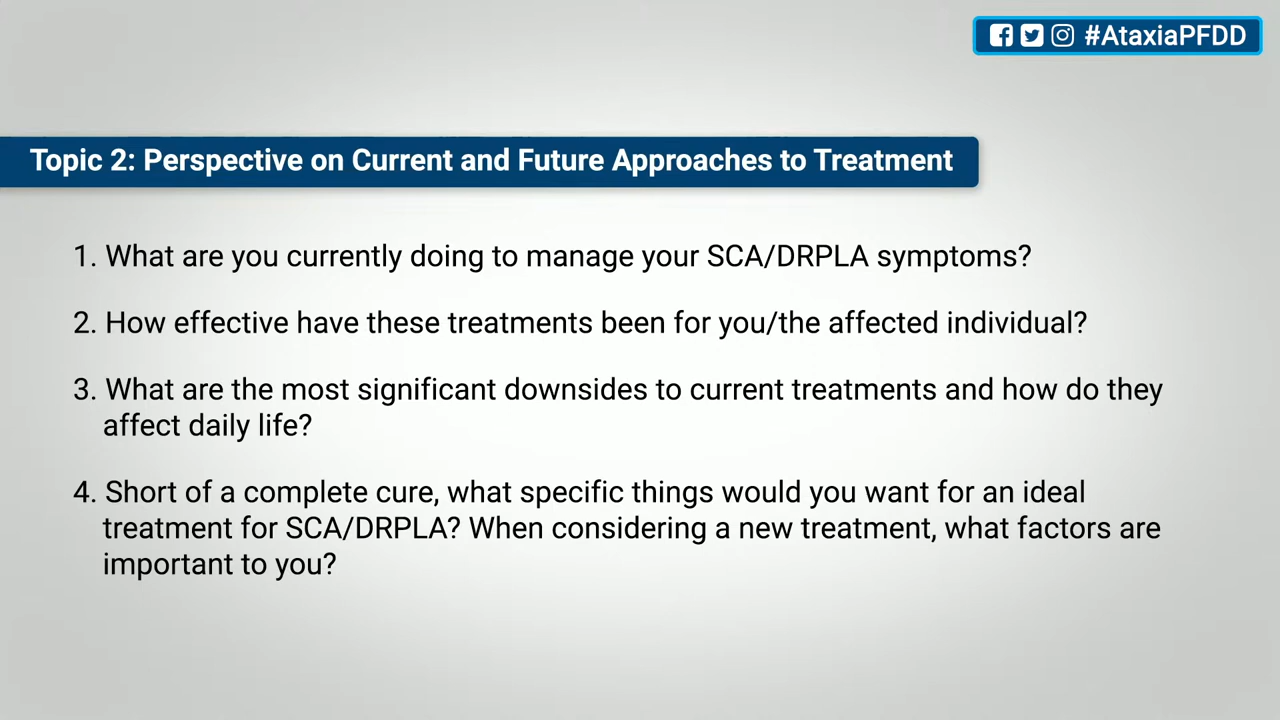 #AtaxiaPFDD
Topic 2: Perspective on Current and Future Approaches to Treatment
1. What are you currently doing to manage your SCA/DRPLA symptoms?
2. How effective have these treatments been for you/the affected individual?
3. What are the most significant downsides to current treatments and how do they
affect daily life?
4. Short of a complete cure, what specific things would you want for an ideal
treatment for SCA/DRPLA? When considering a new treatment, what factors are
important to you?